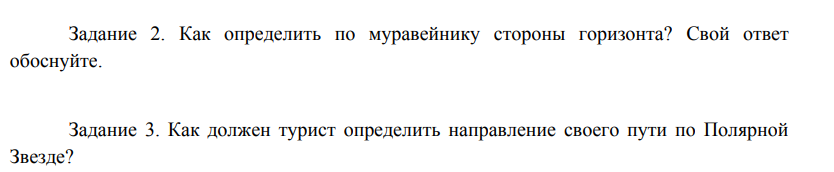 Задание 2. Как определить по муравейнику стороны горизонта? Свой ответ
обоснуйте.
Задание 3. Как должен турист определить направление своего пути по Полярной
Звезде?